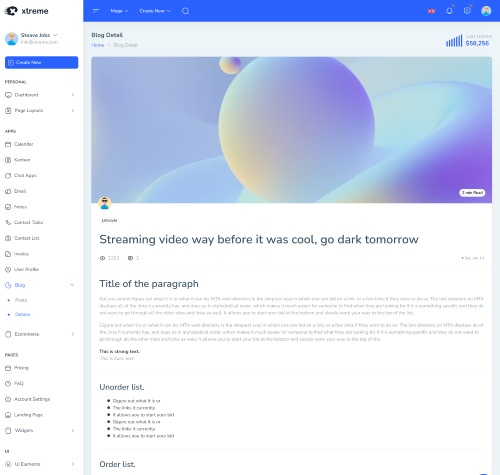 xtreme
Mega
Create New
Steave Jobs
info@xtreme.com
Create New
PERSONAL
Dashboard
Page Layouts
APPS
Calendar
Kanban
Chat Apps
Email
Notes
Contact Table
Contact List
Invoice
User Profile
Blog
Posts
Details
Ecommerce
PAGES
Pricing
FAQ
Account Settings
Landing Page
Widgets
UI
UI Elements
Blog Detail
Home
Blog Detail
LAST MONTH
$58,256
2 min Read
Lifestyle
Streaming video way before it was cool, go dark tomorrow
2252
3
Title of the paragraph
But you cannot figure out what it is or what it can do. MTA web directory is the simplest way in which one can bid on a link, or a few links if they wish to do so. The link directory on MTA
displays all of the links it currently has, and does so in alphabetical order, which makes it much easier for someone to find what they are looking for if it is something specific and they do
not want to go through all the other sites and links as well. It allows you to start your bid at the bottom and slowly work your way to the top of the list.
Gigure out what it is or what it can do. MTA web directory is the simplest way in which one can bid on a link, or a few links if they wish to do so. The link directory on MTA displays all of
the links it currently has, and does so in alphabetical order, which makes it much easier for someone to find what they are looking for if it is something specific and they do not want to
go through all the other sites and links as well. It allows you to start your bid at the bottom and slowly work your way to the top of the
This is strong text.
This is italic text.
Unorder list.
Gigure out what it is or
The links it currently
It allows you to start your bid
Gigure out what it is or
The links it currently
It allows you to start your bid
Order list.